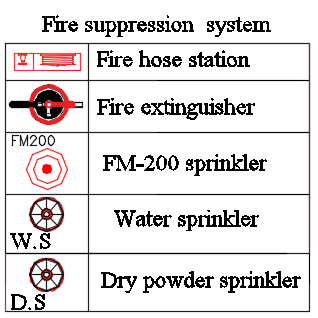 Fire suppression system
Fire hose station
Fire extinguisher
FM200
FM-200 sprinkler
Water sprinkler
W.S
Dry powder sprinkler
D.S